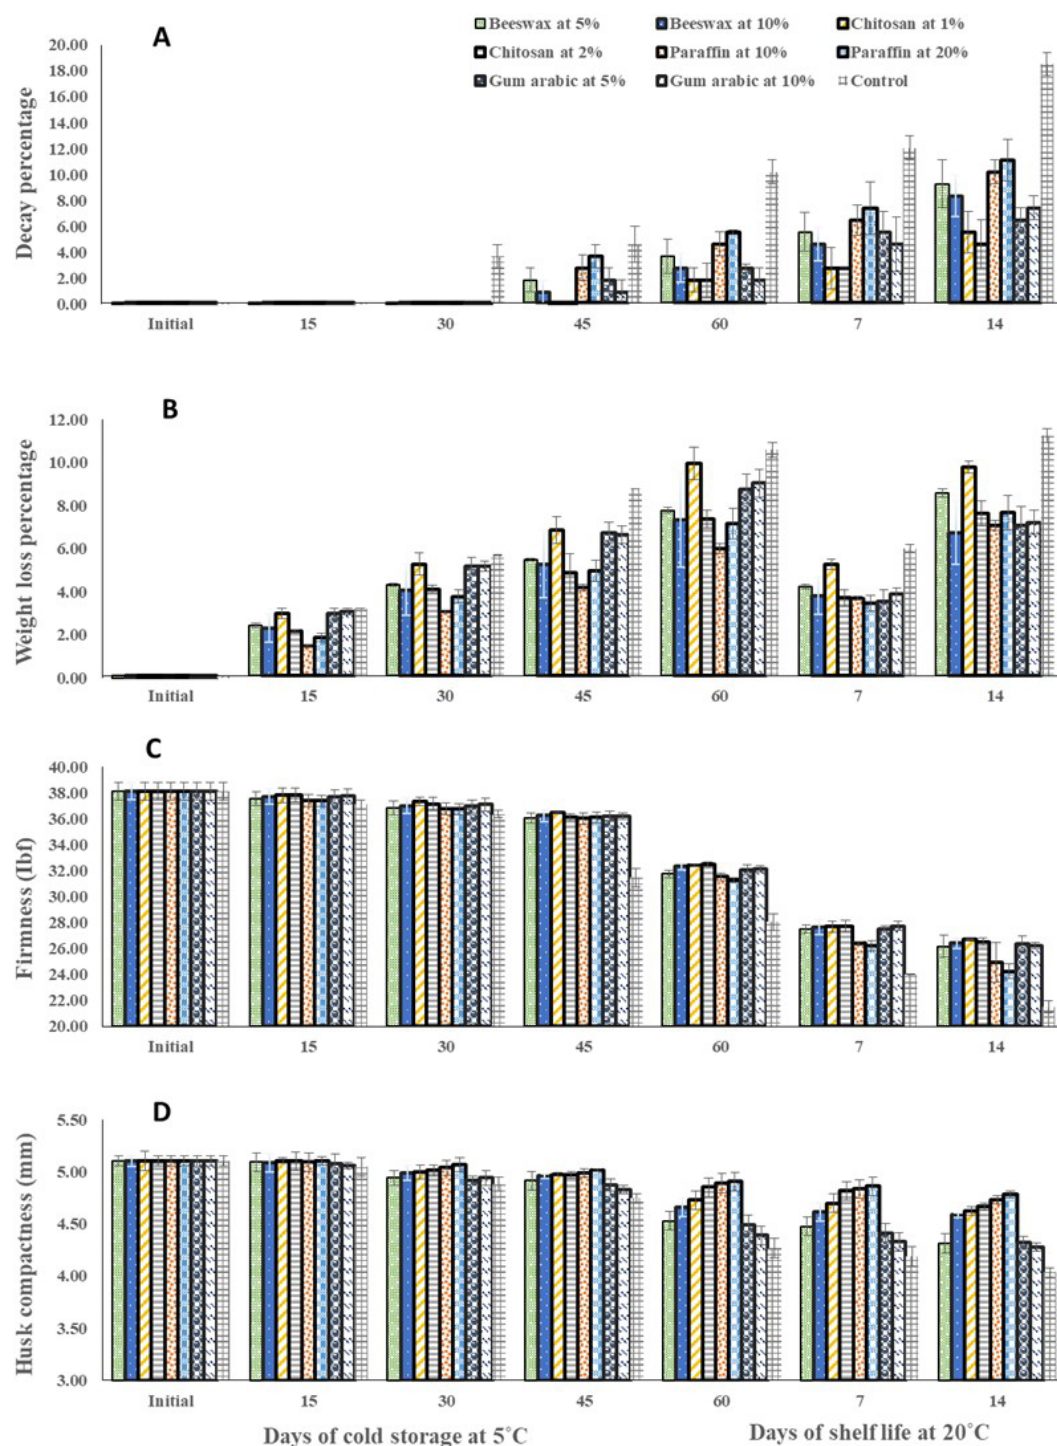 Beeswax at 5% Beeswax at 10% Chitosan at 1%
Chitosan at 2% Paraffin at 10% Paraffin at 20%
Gum arabic at 5% Gum arabic at 10% Control
A
Decay percentage
20.00
18.00
16.00
14.00
12.00
10.00
8.00
6.00
4.00
2.00
0.00
Initial 15 30 45 60 7 14
B
Weight loss percentage
12.00
10.00
8.00
6.00
4.00
2.00
0.00
Initial 15 30 45 60 7 14
C
Firmness (Ibf)
40.00
38.00
36.00
34.00
32.00
30.00
28.00
26.00
24.00
22.00
20.00
Initial 15 30 45 60 7 14
D
Husk compactness (mm)
5.50
5.00
4.50
4.00
3.50
3.00
Initial 15 30 45 60 7 14
Days of cold storage at 5˚C Days of shelf life at 20˚C